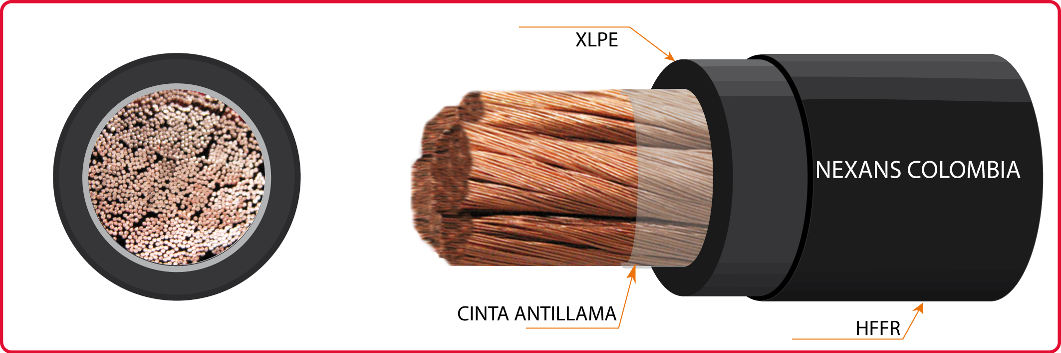 XLPE
NEXANS COLOMBIA
CINTA ANTILLAMA
HFFR